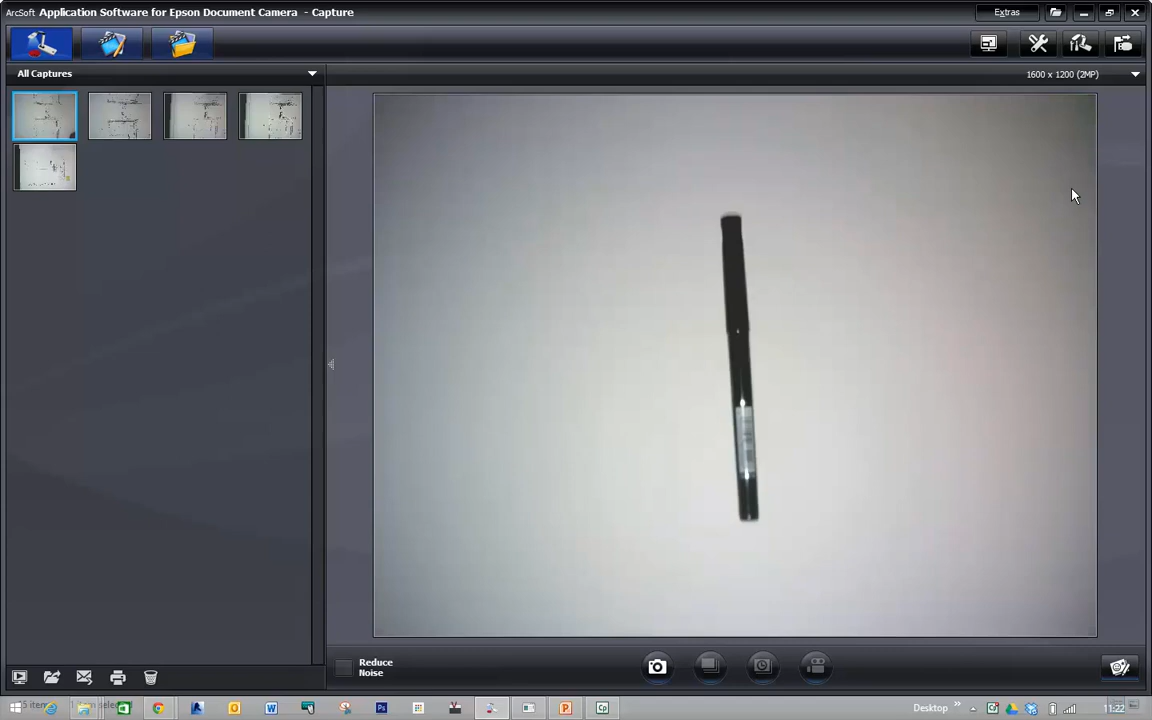 ArcSoft Application Software for Epson Document Camera - Capture
Extras
All Captures
1600 x 1200 (2MP)
Reduce
Noise
Desktop
11:22